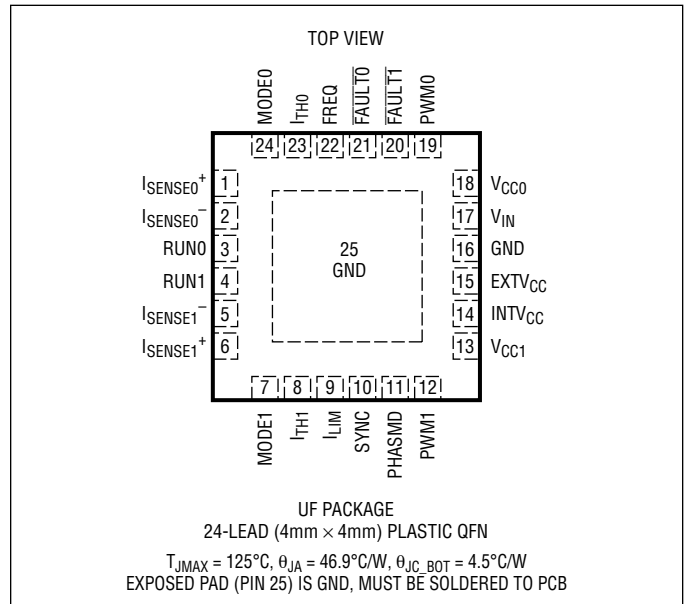 TOP VIEW
MODE0
ITH0
FREQ
FAULT0
FAULT1
PWM0
24 23 22 21 20 19
ISENSE0+ 1
ISENSE0– 2
RUN0 3
RUN1 4
ISENSE1– 5
ISENSE1+ 6
25
GND
18 VCC0
17 VIN
16 GND
15 EXTVCC
14 INTVCC
13 VCC1
7 8 9 10 11 12
MODE1
ITH1
ILIM
SYNC
PHASMD
PWM1
UF PACKAGE
24-LEAD (4mm × 4mm) PLASTIC QFN
TJMAX = 125°C, θJA = 46.9°C/W, θJC_BOT = 4.5°C/W
EXPOSED PAD (PIN 25) IS GND, MUST BE SOLDERED TO PCB